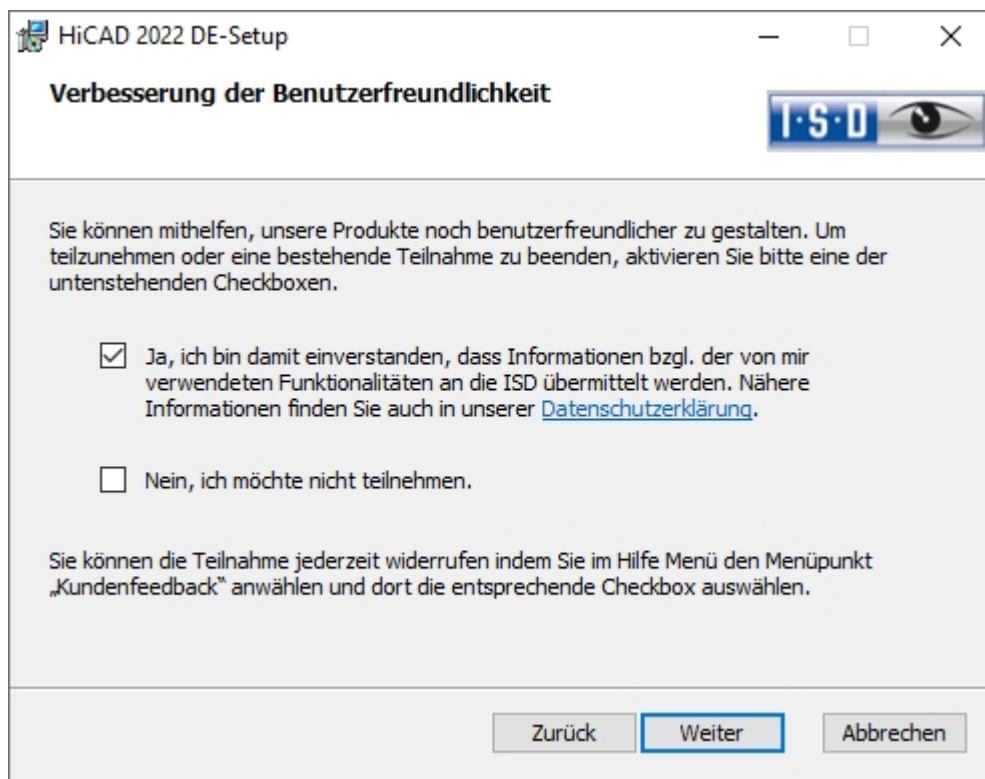 HiCAD 2022 DE-Setup
Verbesserung der Benutzerfreundlichkeit
I·S·D
Sie können mithelfen, unsere Produkte noch benutzerfreundlicher zu gestalten. Um
teilzunehmen oder eine bestehende Teilnahme zu beenden, aktivieren Sie bitte eine der
untenstehenden Checkboxen.
Ja, ich bin damit einverstanden, dass Informationen bzgl. der von mir
verwendeten Funktionalitäten an die ISD übermittelt werden. Nähere
Informationen finden Sie auch in unserer Datenschutzerklärung.
Nein, ich möchte nicht teilnehmen.
Sie können die Teilnahme jederzeit widerrufen indem Sie im Hilfe Menü den Menüpunkt
„Kundenfeedback“ anwählen und dort die entsprechende Checkbox auswählen.
Zurück Weiter Abbrechen